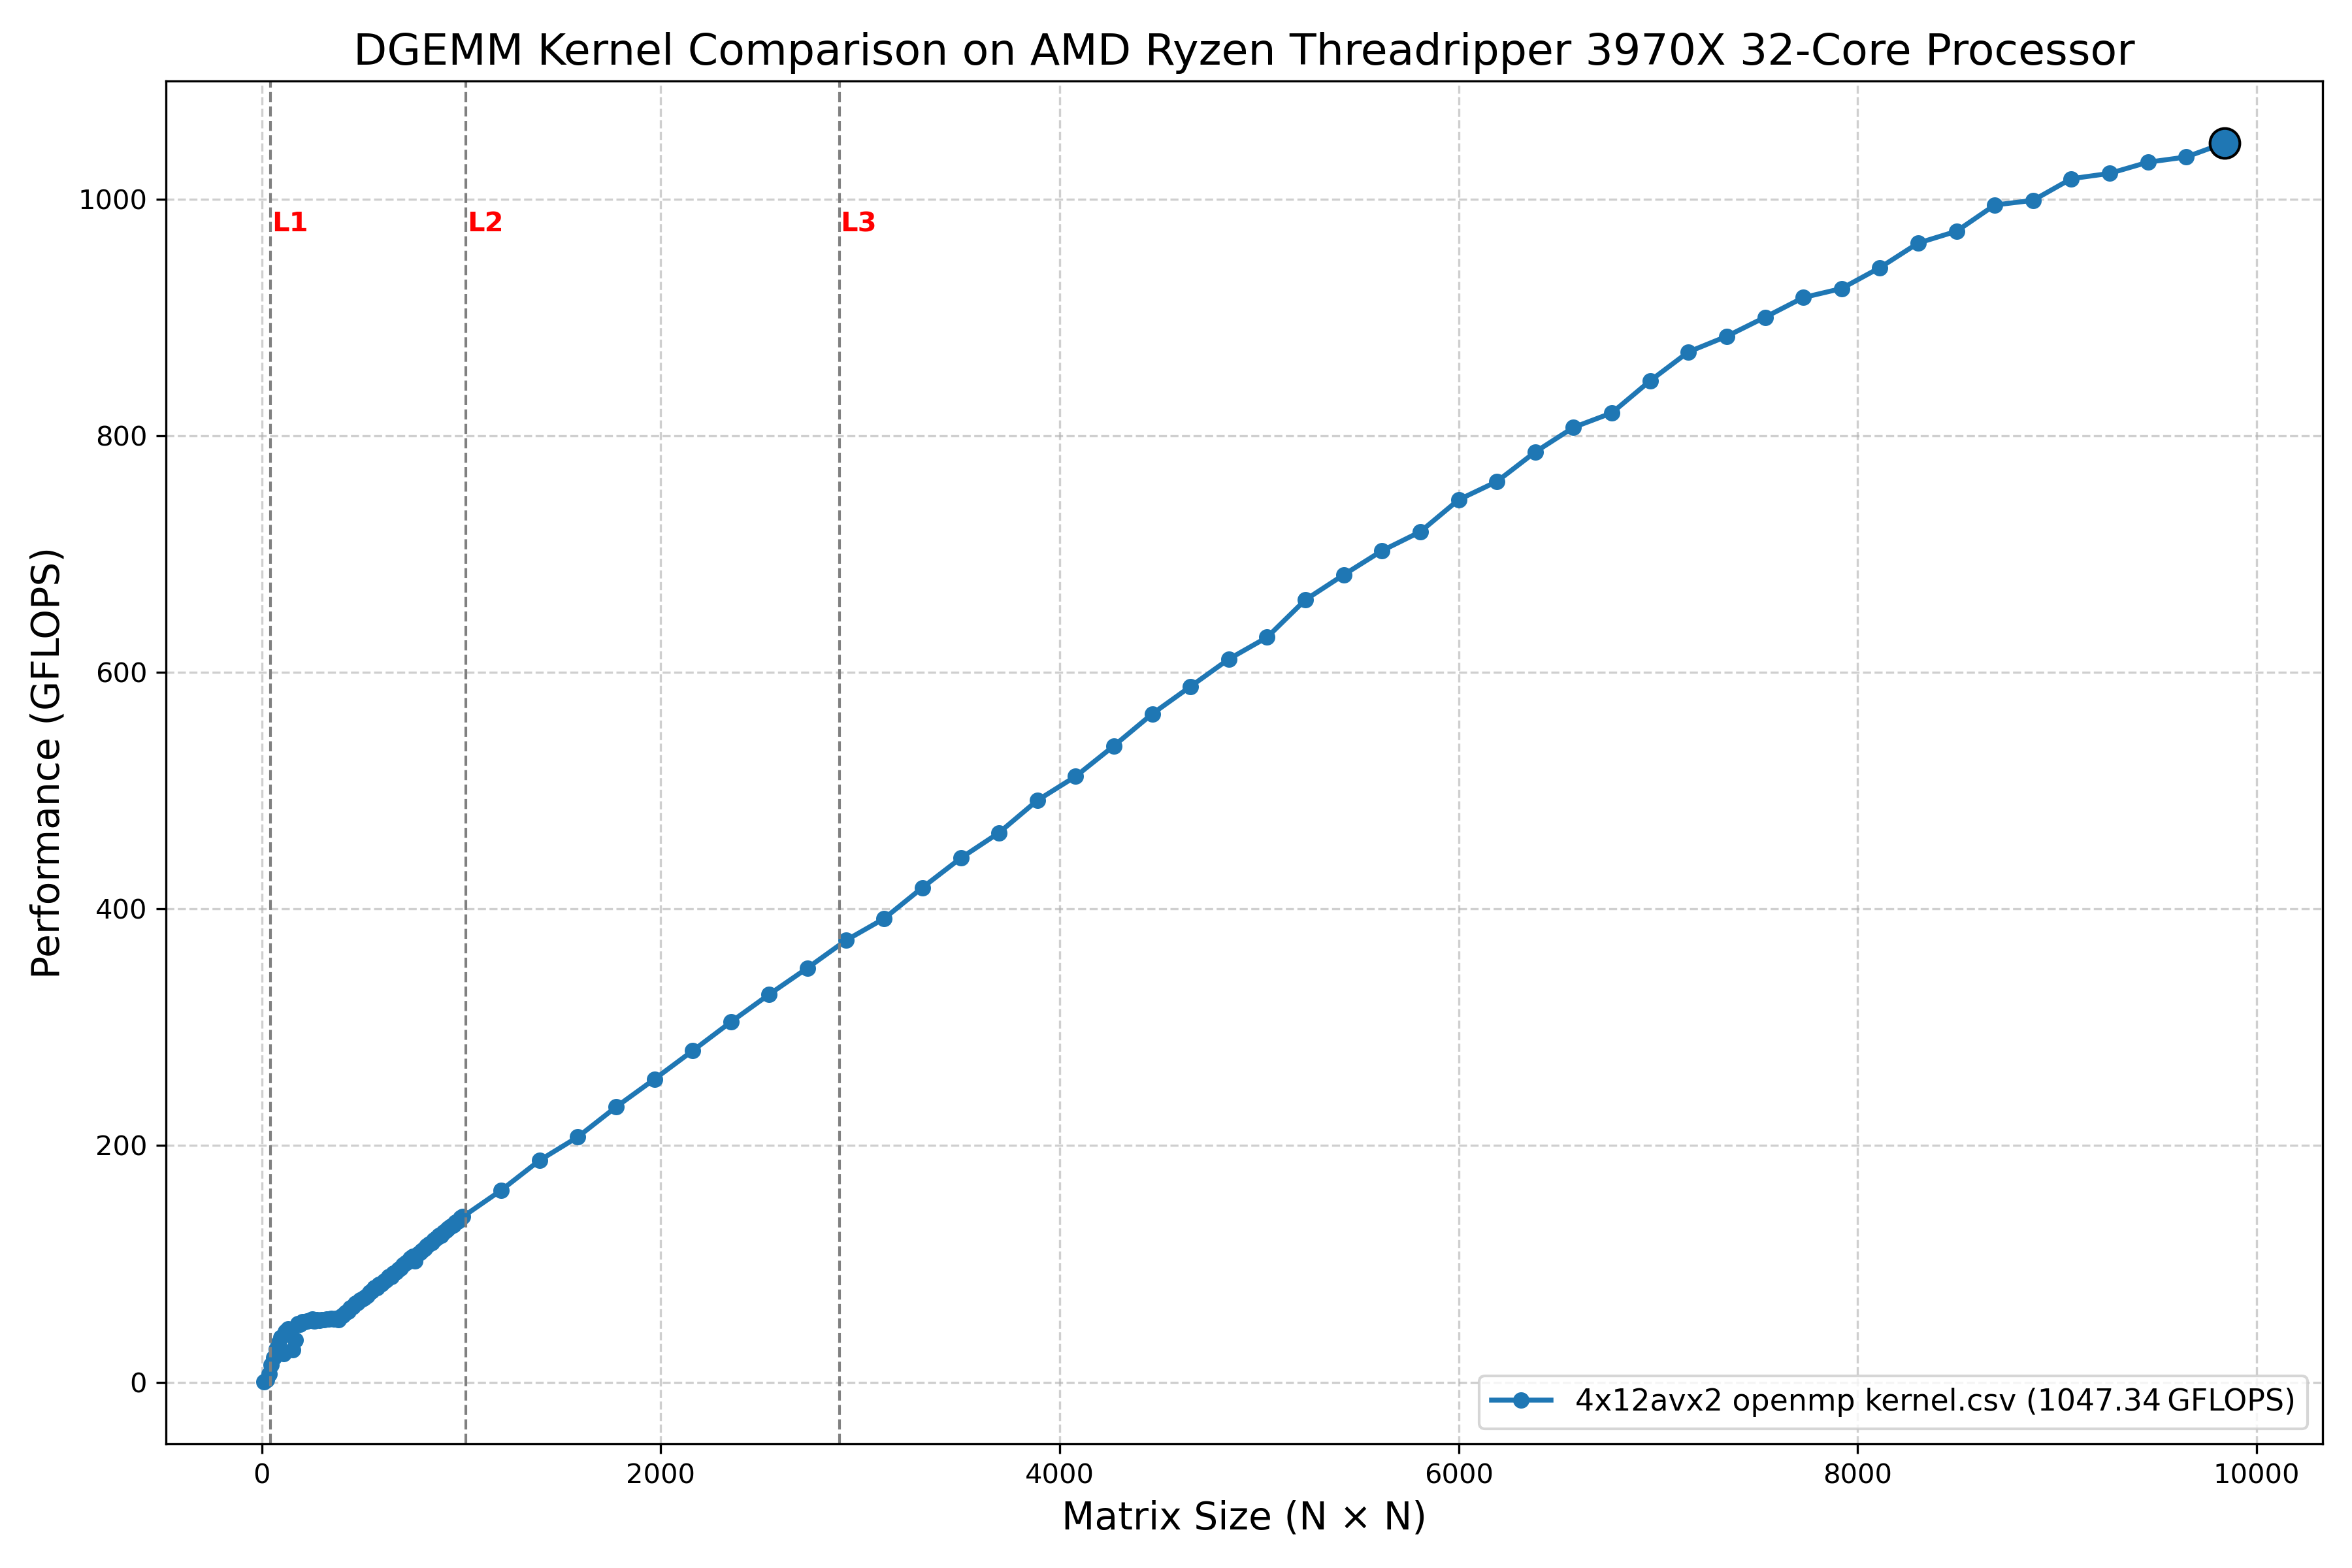 DGEMM Kernel Comparison on AMD Ryzen Threadripper 3970X 32-Core Processor
Performance (GFLOPS)
1000
800
600
400
200
0
L1
L2
L3
4x12avx2 openmp kernel.csv (1047.34 GFLOPS)
0
2000
4000
6000
8000
10000
Matrix Size (N × N)